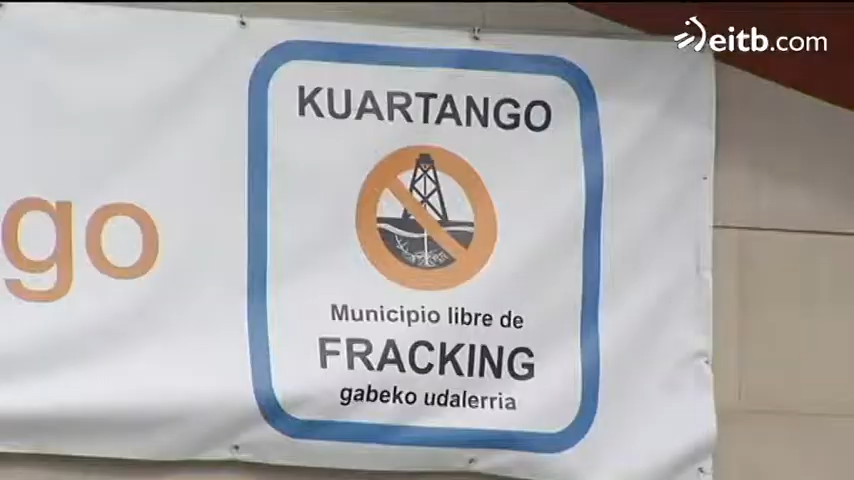 eitb.com
KUARTANGO
go
Municipio libre de
FRACKING
gabeko udalerria